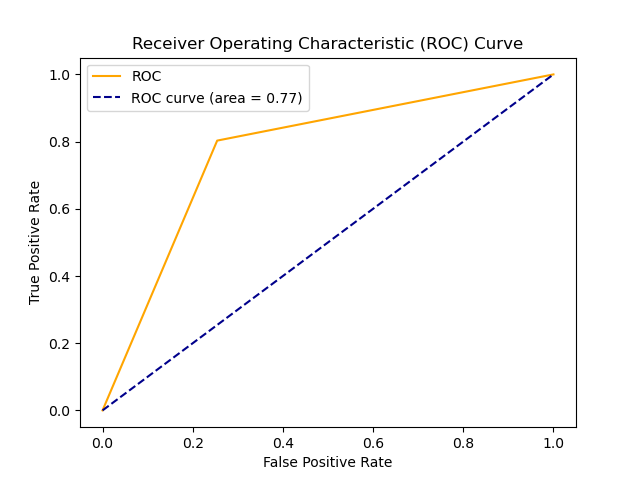 Receiver Operating Characteristic (ROC) Curve
ROC
ROC curve (area = 0.77)
True Positive Rate
1.0
0.8
0.6
0.4
0.2
0.0
0.0 0.2 0.4 0.6 0.8 1.0
False Positive Rate